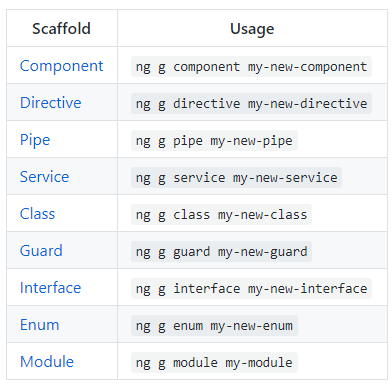 Scaffold Usage
Component ng g component my-new-component
Directive ng g directive my-new-directive
Pipe ng g pipe my-new-pipe
Service ng g service my-new-service
Class ng g class my-new-class
Guard ng g guard my-new-guard
Interface ng g interface my-new-interface
Enum ng g enum my-new-enum
Module ng g module my-module